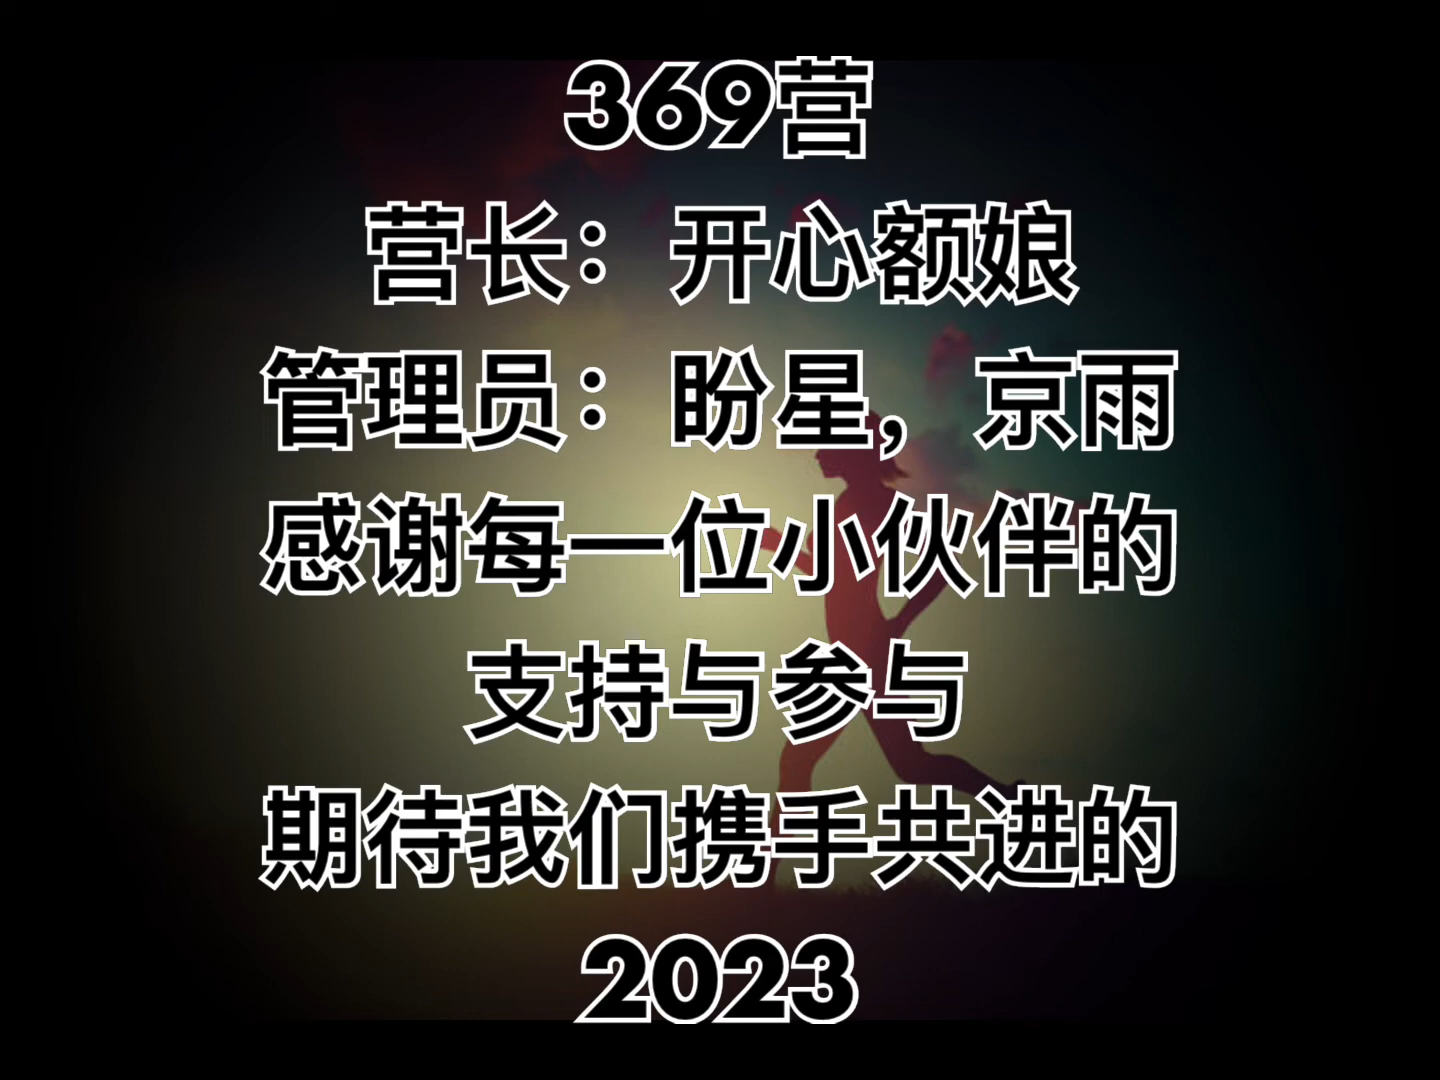 369营
营长：开心额娘
管理员：盼星，京雨
感谢每一位小伙伴的
支持与参与
期待我们携手共进的
2023